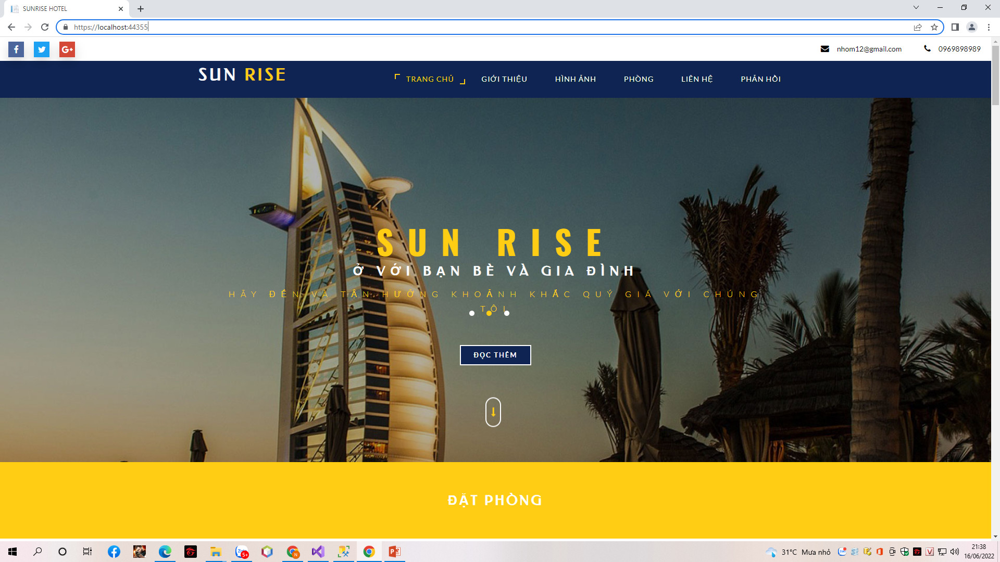 SUNRISE HOTEL
https://localhost:44355
nhom12@gmail.com
0969898989
SUN RISE
TRANG CHỦ
GIỚI THIỆU
HÌNH ẢNH
PHÒNG
LIÊN HỆ
PHẢN HỒI
SUN RISE
Ở VỚI BẠN BÈ VÀ GIA ĐÌNH
HÃY ĐẾN VÀ TẬN HƯỞNG KHOẢNH KHẮC QUÝ GIÁ VỚI CHÚNG
TÔI
ĐỌC THÊM
ĐẶT PHÒNG
31°C Mưa nhỏ
21:38
16/06/2022